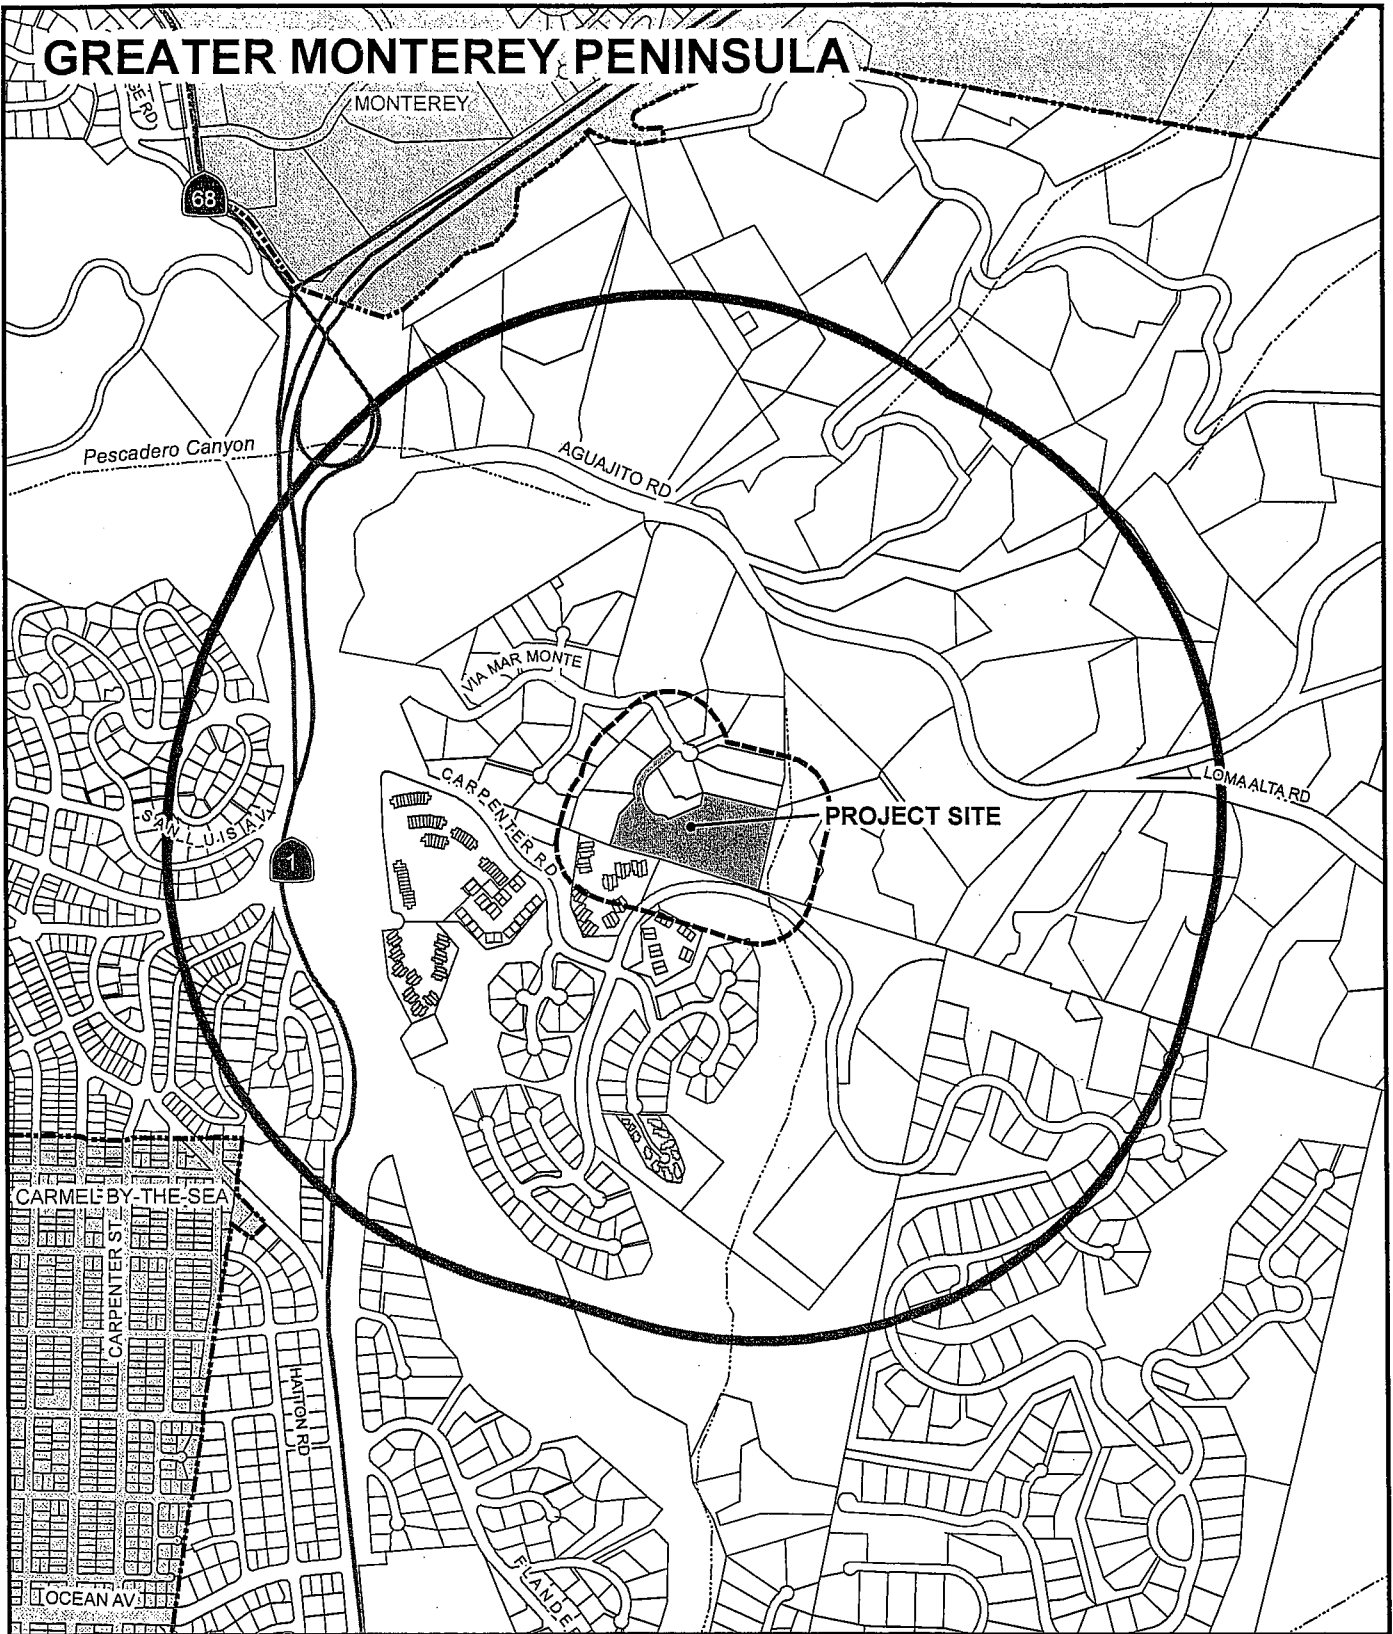 GREATER MONTEREY PENINSULA
MONTEREY
RD
68
Pescadero Canyon
AGUAJITO RD
VIA MAR MONTE
CARPENTER RD
LOMA ALTA RD
PROJECT SITE
SAN LUIS AV
1
CARMEL-BY-THE-SEA
CARPENTER ST
HATTON RD
OCEAN AV